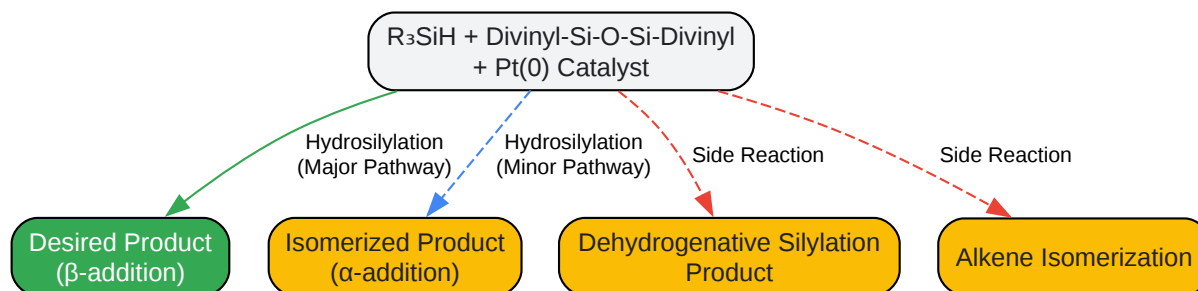 R₃SiH + Divinyl-Si-O-Si-Divinyl
+ Pt(0) Catalyst
Hydrosilylation
(Major Pathway)
Hydrosilylation
(Minor Pathway)
Side Reaction
Side Reaction
Desired Product
(β-addition)
Isomerized Product
(α-addition)
Dehydrogenative Silylation
Product
Alkene Isomerization